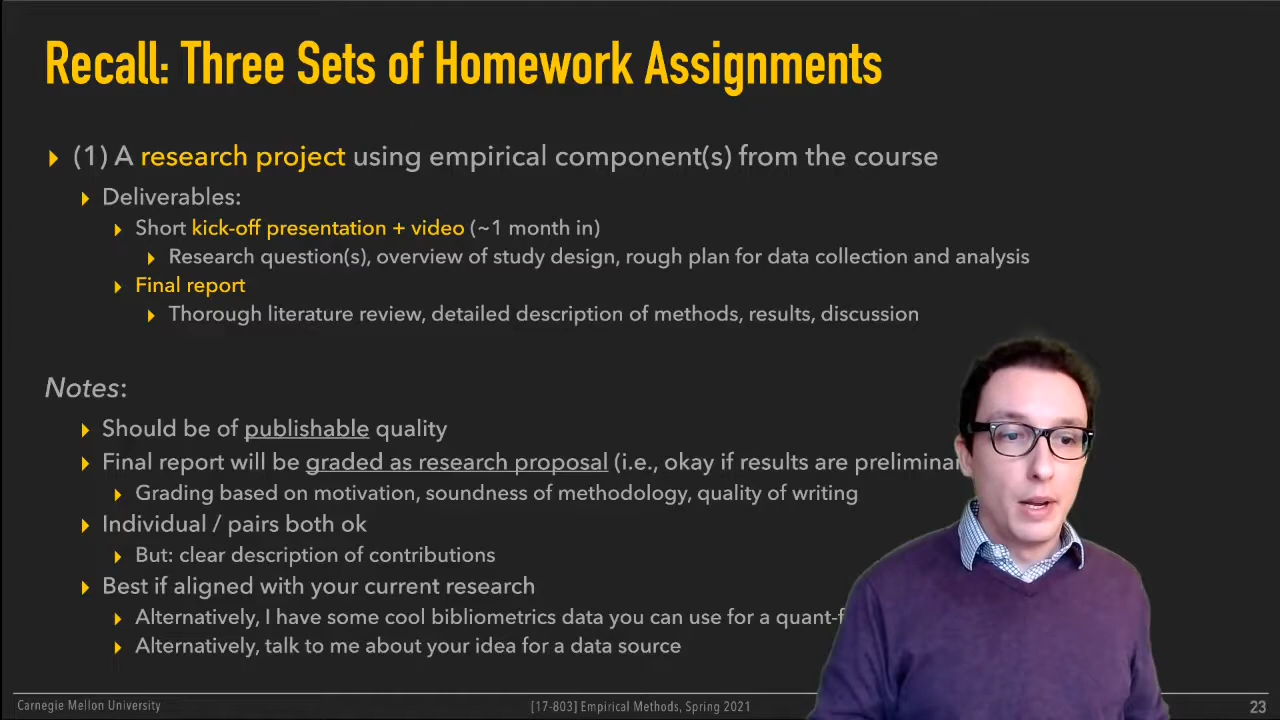 Recall: Three Sets of Homework Assignments
(1) A research project using empirical component(s) from the course
Deliverables:
Short kick-off presentation + video (~1 month in)
Research question(s), overview of study design, rough plan for data collection and analysis
Final report
Thorough literature review, detailed description of methods, results, discussion
Notes:
Should be of publishable quality
Final report will be graded as research proposal (i.e., okay if results are
Grading based on motivation, soundness of methodology, quality of writing
Individual / pairs both ok
But: clear description of contributions
Best if aligned with your current research
Alternatively, I have some cool bibliometrics data you can use for a
Alternatively, talk to me about your idea for a data source
Carnegie Mellon University
[17-803] Empirical Methods, Spring 2021
23